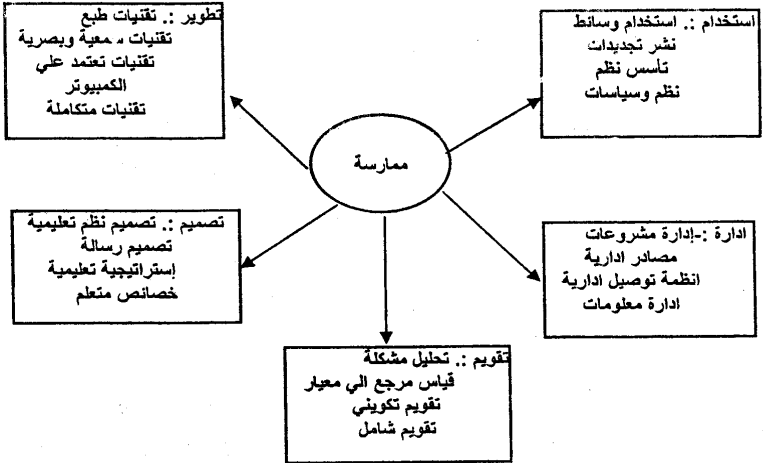 استخدام :. استخدام وسائط
نشر تجديدات
تأسس نظم
نظم وسياسات
تطوير :. تقنيات طبع
تقنيات سمعية وبصرية
تقنيات تعتمد علي
الكمبيوتر
تقنيات متكاملة
ممارسة
ادارة :-إدارة مشروعات
مصادر ادارية
انظمة توصيل ادارية
ادارة معلومات
تصميم :. تصميم نظم تعليمية
تصميم رسالة
إستراتيجية تعليمية
خصائص متعلم
تقويم :. تحليل مشكلة
قياس مرجع الي معيار
تقويم تكويني
تقويم شامل